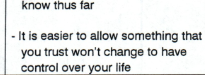 know thus far
- It is easier to allow something that
you trust won't change to have
control over your life